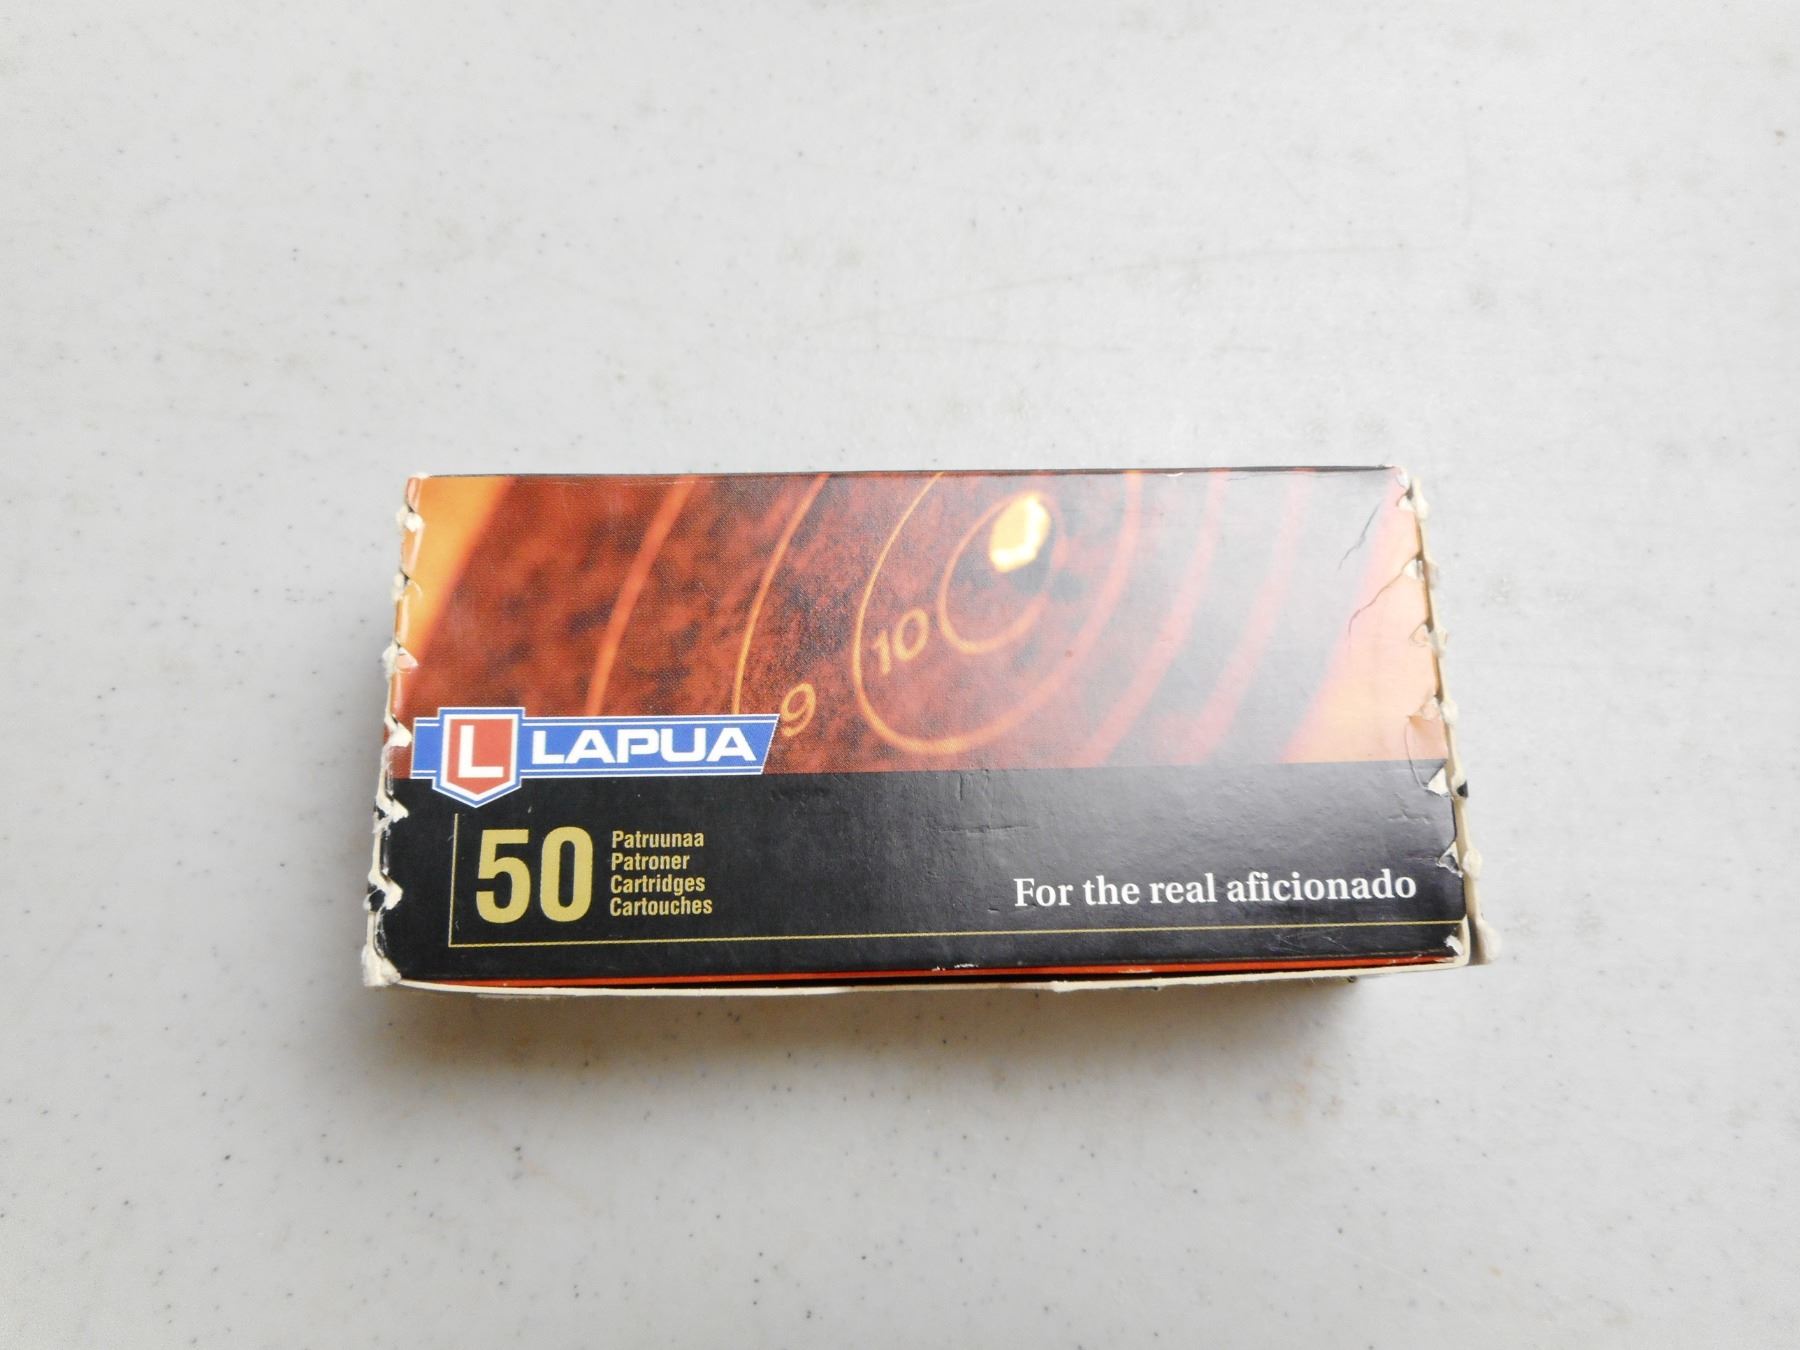 10
9
L LAPUA
50
Patruunaa
Patroner
Cartridges
Cartouches
For the real aficionado